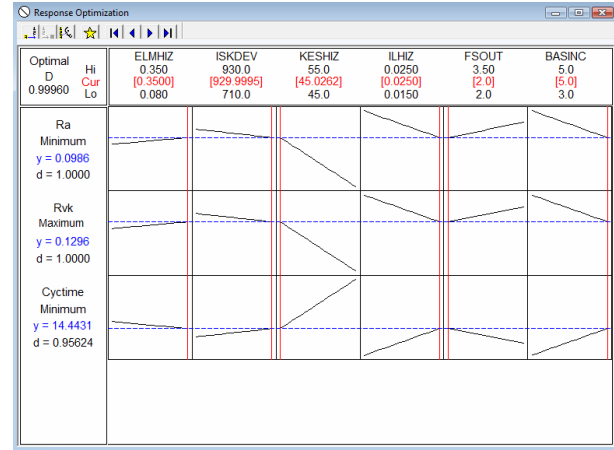 Response Optimization
Optimal
D
0.99960
Hi
Cur
Lo
ELMHIZ
0.350
[0.3500]
0.080
ISKDEV
930.0
[929.9995]
710.0
KESHIZ
55.0
[45.0262]
45.0
ILHIZ
0.0250
[0.0250]
0.0150
FSOUT
3.50
[2.0]
2.0
BASINC
5.0
[5.0]
3.0
Ra
Minimum
y = 0.0986
d = 1.0000
Rvk
Maximum
y = 0.1296
d = 1.0000
Cyctime
Minimum
y = 14.4431
d = 0.95624